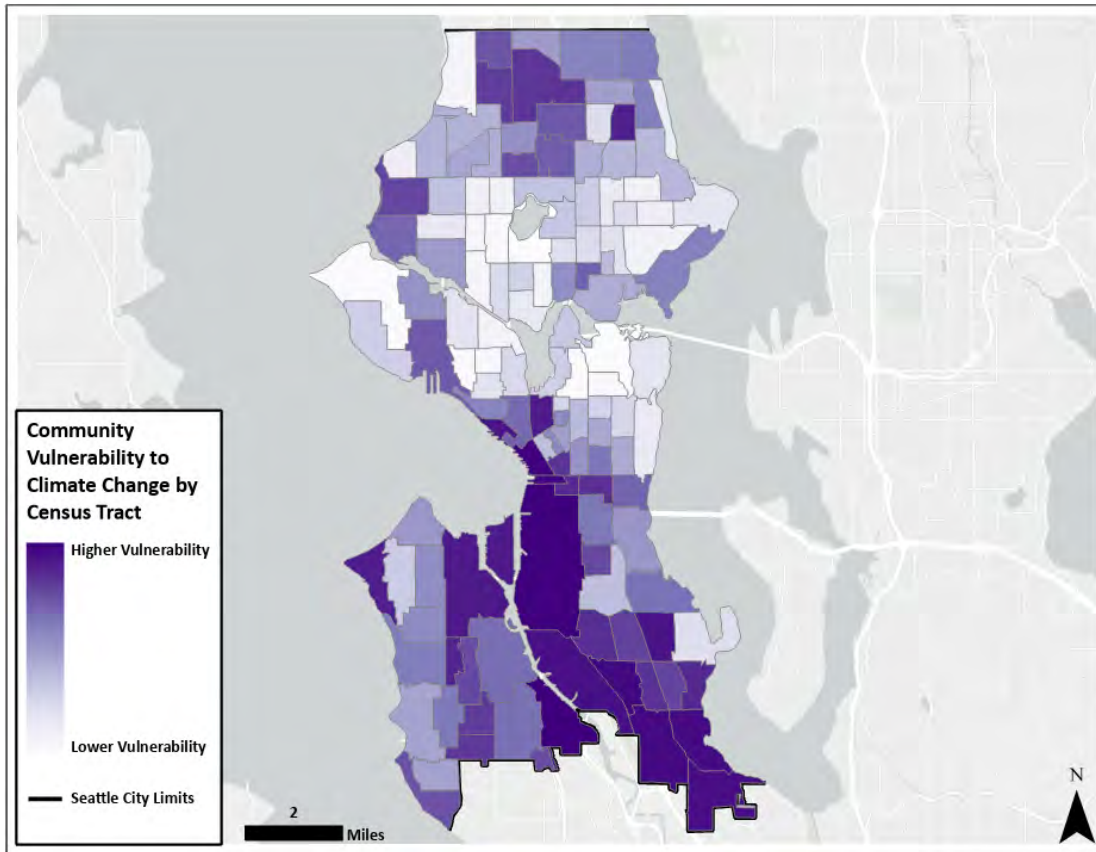 Community
Vulnerability to
Climate Change by
Census Tract
Higher Vulnerability
Lower Vulnerability
Seattle City Limits
2
Miles
N